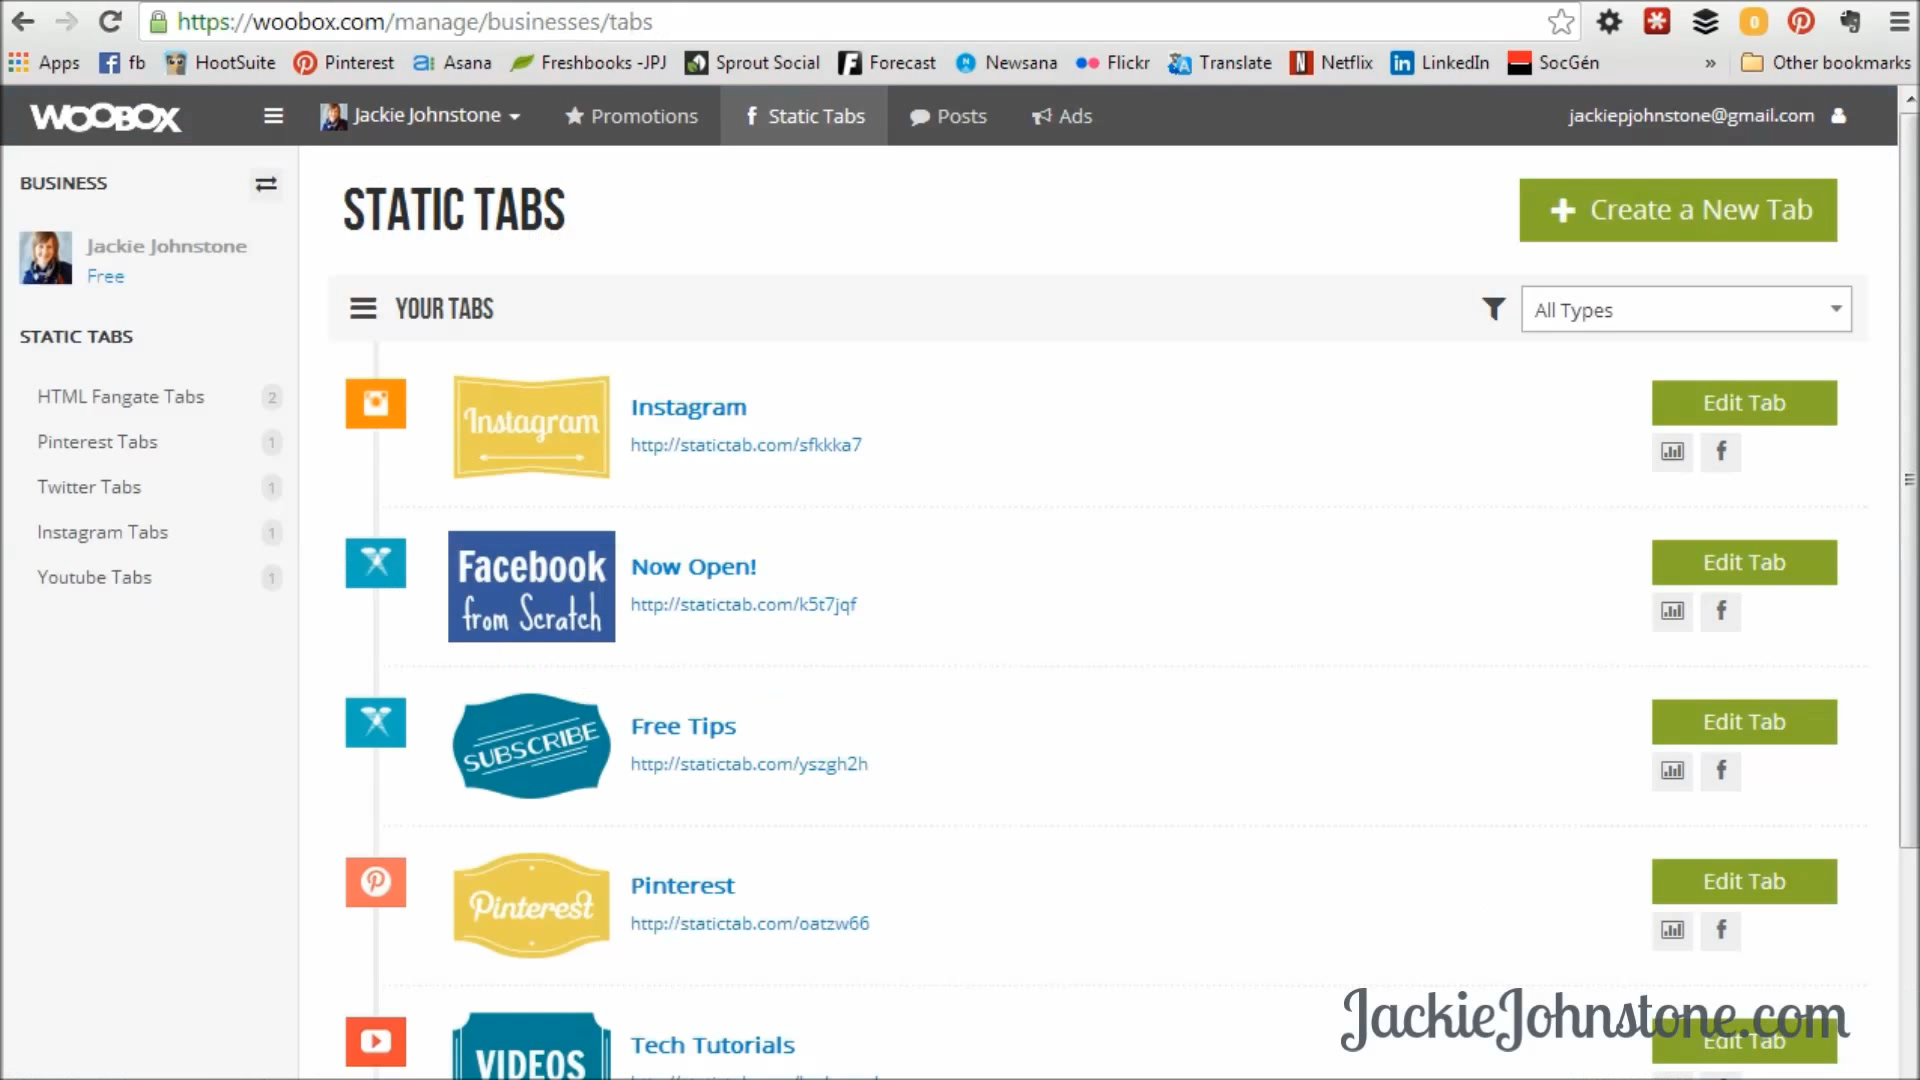 https://woobox.com/manage/businesses/tabs
Apps fb HootSuite Pinterest Asana Freshbooks -JPJ Sprout Social Forecast Newsana Flickr Translate Netflix LinkedIn SocGén » Other bookmarks
WOOBOX Jackie Johnstone Promotions Static Tabs Posts Ads jackiepjohnstone@gmail.com
BUSINESS
Jackie Johnstone
Free
STATIC TABS
HTML Fangate Tabs 2
Pinterest Tabs 1
Twitter Tabs 1
Instagram Tabs 1
Youtube Tabs 1
STATIC TABS
Create a New Tab
YOUR TABS
All Types
Instagram
Instagram
http://statictab.com/sfkkka7
Edit Tab
Facebook
from Scratch
Now Open!
http://statictab.com/k5t7jqf
Edit Tab
SUBSCRIBE
Free Tips
http://statictab.com/yszgh2h
Edit Tab
Pinterest
Pinterest
http://statictab.com/oatzw66
Edit Tab
VIDEOS
Tech Tutorials
Edit Tab
JackieJohnstone.com